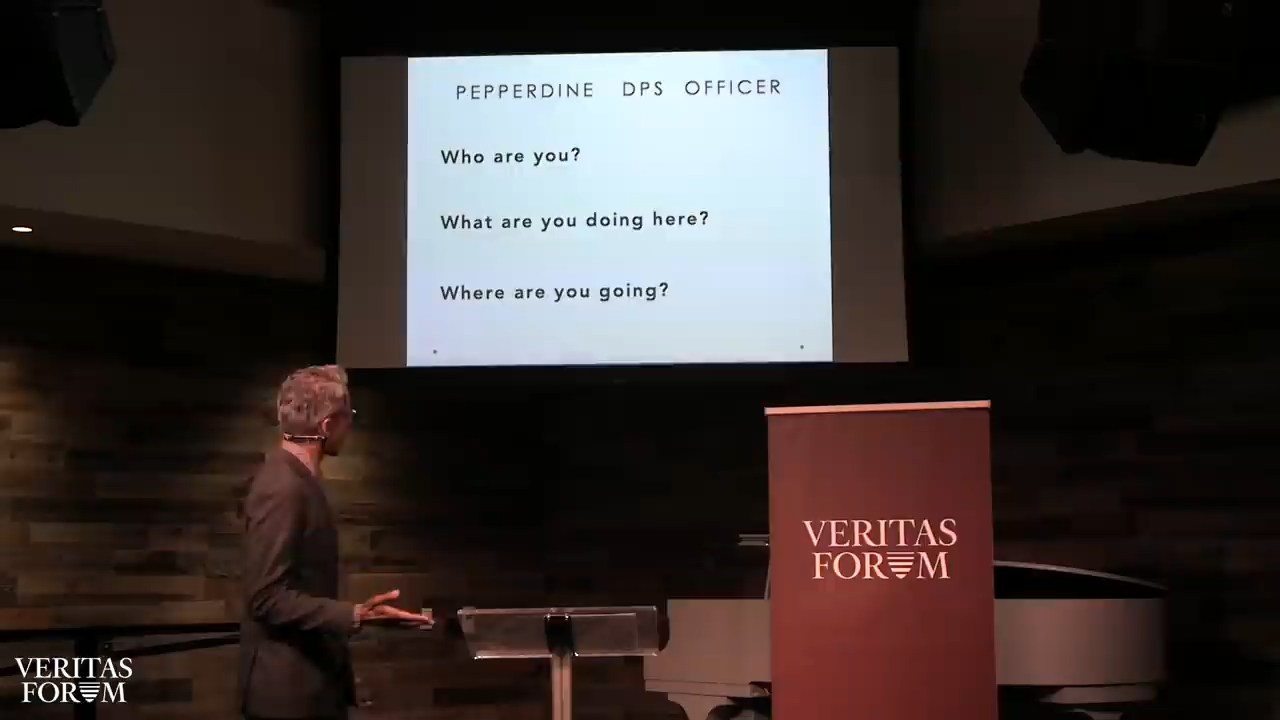 PEPPERDINE DPS OFFICER
Who are you?
What are you doing here?
Where are you going?
VERITAS
FORUM
VERITAS
FORUM